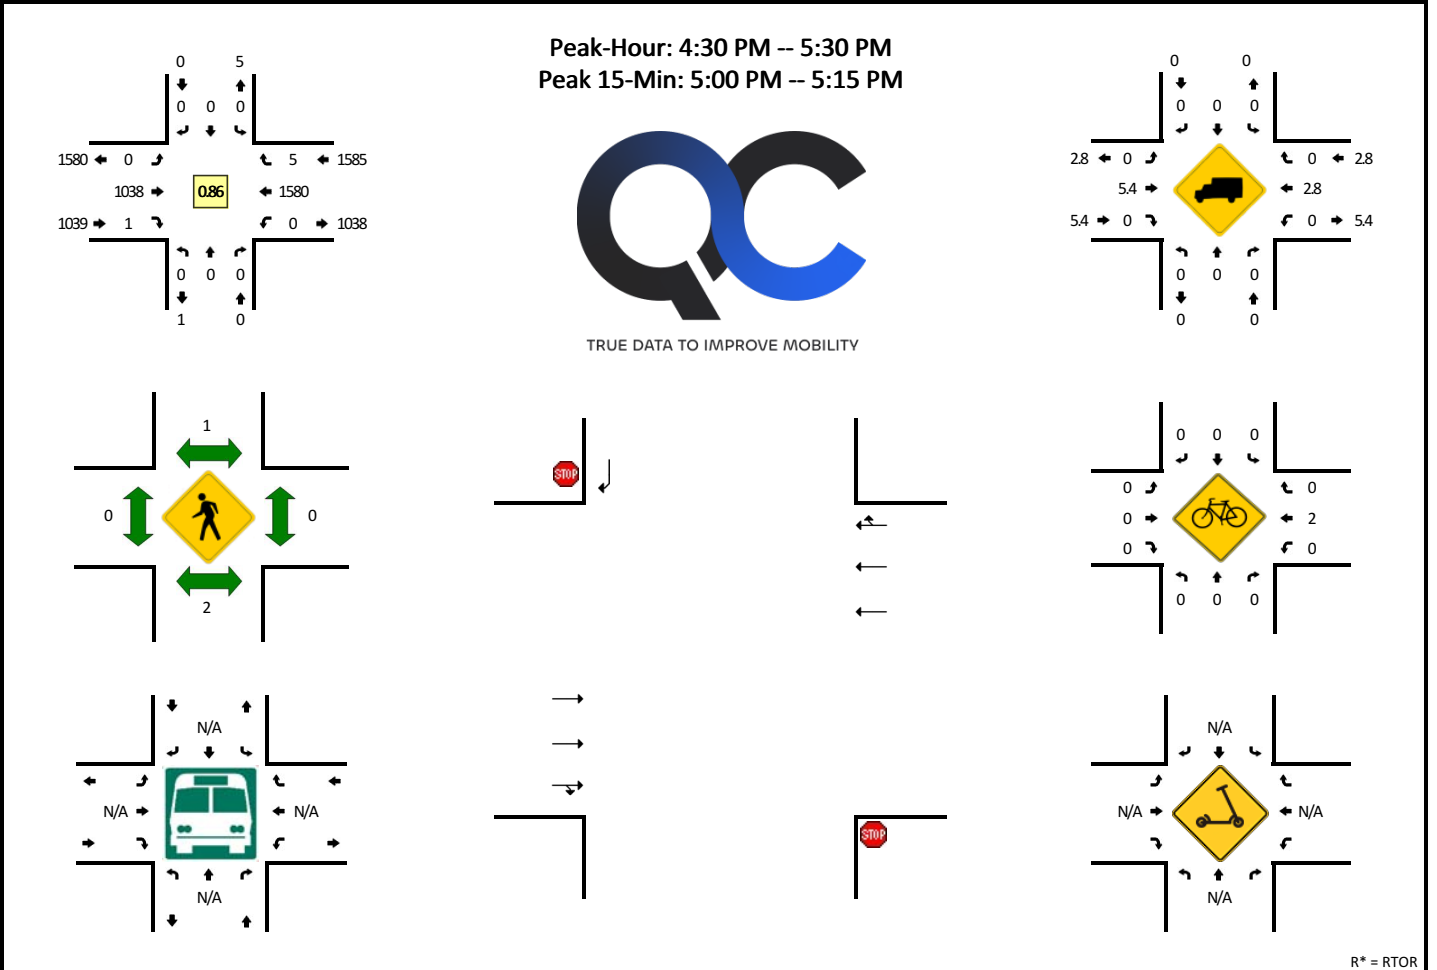 Peak-Hour: 4:30 PM -- 5:30 PM
Peak 15-Min: 5:00 PM -- 5:15 PM
0 5
0 0 0
1580 0 5 1585
1038 0.86 1580
1039 1 0 1038
0 0 0
1 0
QC
TRUE DATA TO IMPROVE MOBILITY
0 0
0 0 0
2.8 0 0 2.8
5.4 2.8
5.4 0 0 5.4
0 0 0
0 0
1
0 0
2
STOP
STOP
0 0 0
0 0
0 2
0 0
0 0 0
N/A
N/A N/A
N/A
N/A
N/A N/A
N/A
R* = RTOR